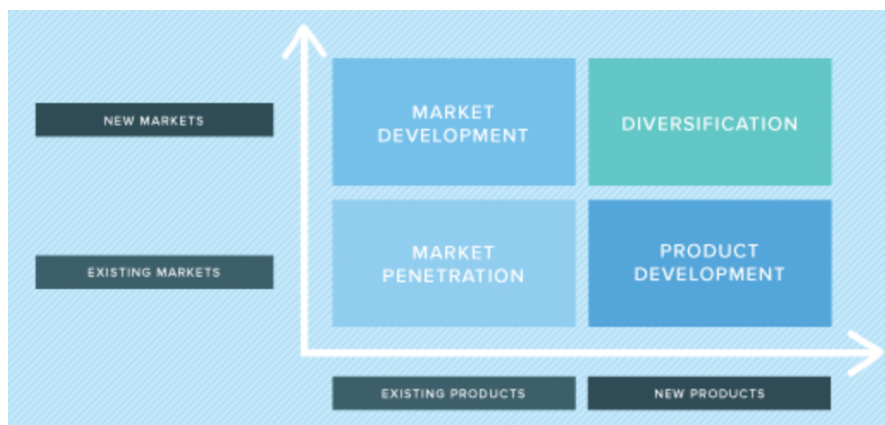 NEW MARKETS
MARKET
DEVELOPMENT
DIVERSIFICATION
EXISTING MARKETS
MARKET
PENETRATION
PRODUCT
DEVELOPMENT
EXISTING PRODUCTS
NEW PRODUCTS